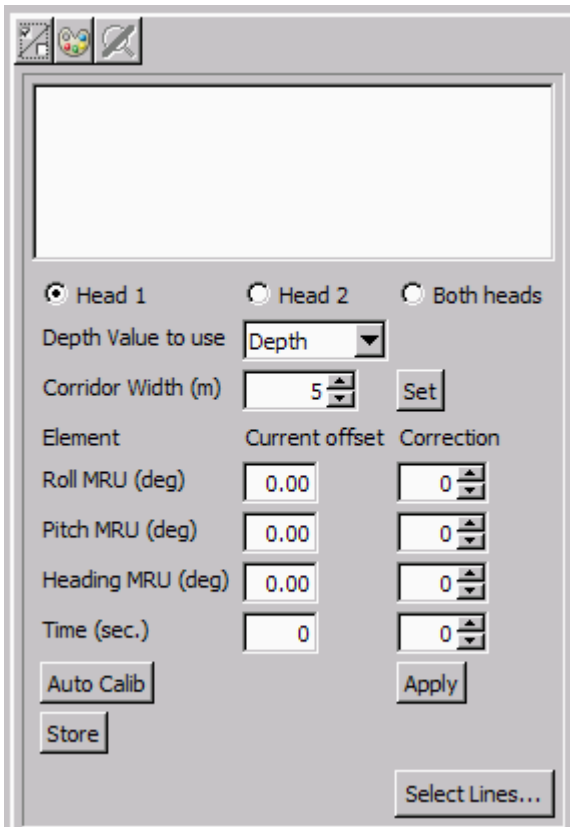 Head 1 Head 2 Both heads
Depth Value to use Depth
Corridor Width (m) 5 Set
Element Current offset Correction
Roll MRU (deg) 0.00 0
Pitch MRU (deg) 0.00 0
Heading MRU (deg) 0.00 0
Time (sec.) 0 0
Auto Calib Apply
Store
Select Lines...